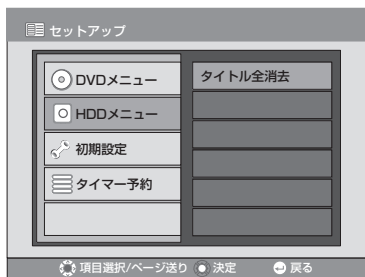 セットアップ
DVDメニュー
タイトル全消去
HDDメニュー
初期設定
タイマー予約
項目選択/ページ送り 決定 戻る